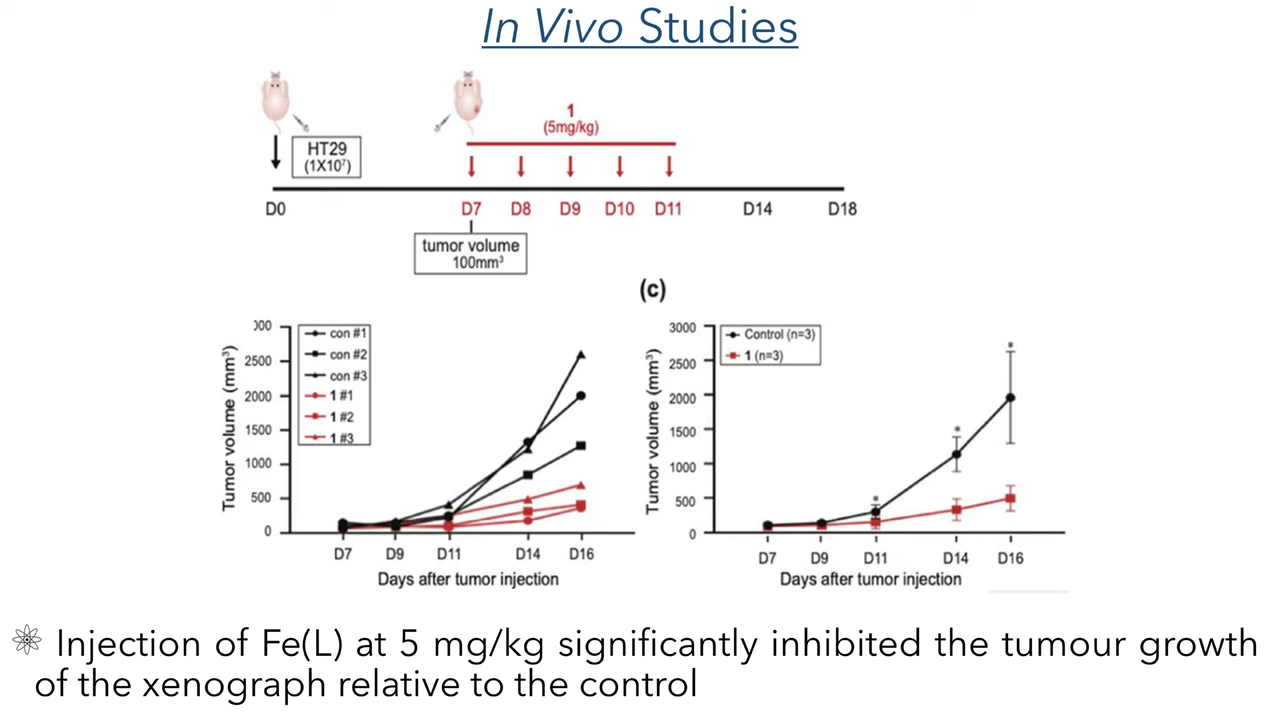 In Vivo Studies
1
(5mg/kg)
HT29
(1X10⁷)
D0
D7
D8
D9
D10
D11
D14
D18
tumor volume
100mm³
(c)
Tumor volume (mm³)
000
2500
2000
1500
1000
500
0
con #1
con #2
con #3
1 #1
1 #2
1 #3
D7
D9
D11
D14
D16
Days after tumor injection
Tumor volume (mm³)
3000
2500
2000
1500
1000
500
0
Control (n=3)
1 (n=3)
*
*
*
D7
D9
D11
D14
D16
Days after tumor injection
Injection of Fe(L) at 5 mg/kg significantly inhibited the tumour growth
of the xenograph relative to the control